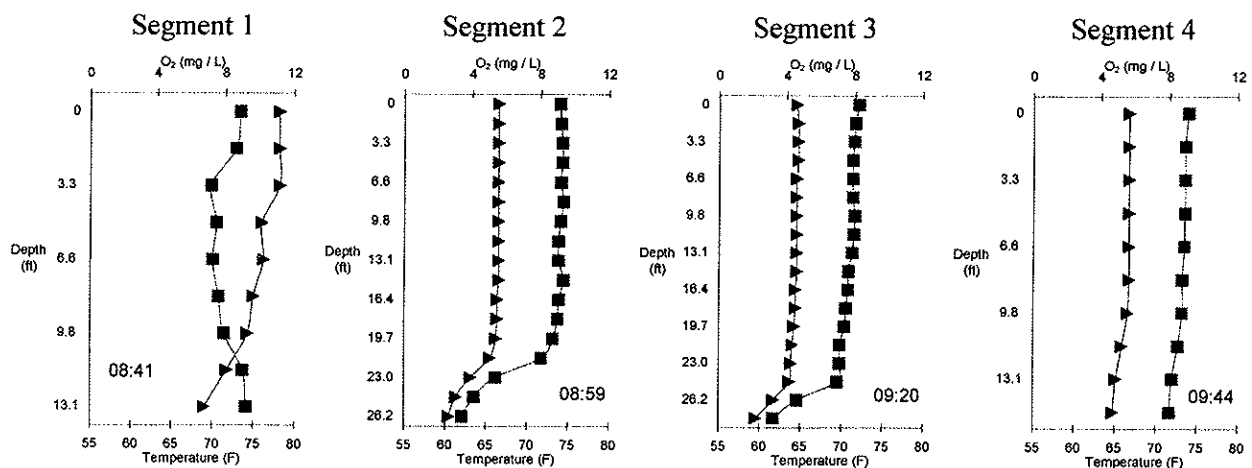 Segment 1
O₂ (mg / L)
0 4 8 12
0
3.3
6.6
9.8
13.1
Depth
(ft)
08:41
55 65 70 75 80
Temperature (F)
Segment 2
O₂ (mg / L)
0 4 8 12
0
3.3
6.6
9.8
13.1
16.4
19.7
23.0
26.2
Depth
(ft)
08:59
55 60 65 70 75 80
Temperature (F)
Segment 3
O₂ (mg / L)
0 4 8 12
0
3.3
6.6
9.8
13.1
16.4
19.7
23.0
26.2
Depth
(ft)
09:20
55 60 65 70 75 80
Temperature (F)
Segment 4
O₂ (mg / L)
0 4 8 12
0
3.3
6.6
9.8
13.1
Depth
(ft)
09:44
55 60 65 70 75 80
Temperature (F)